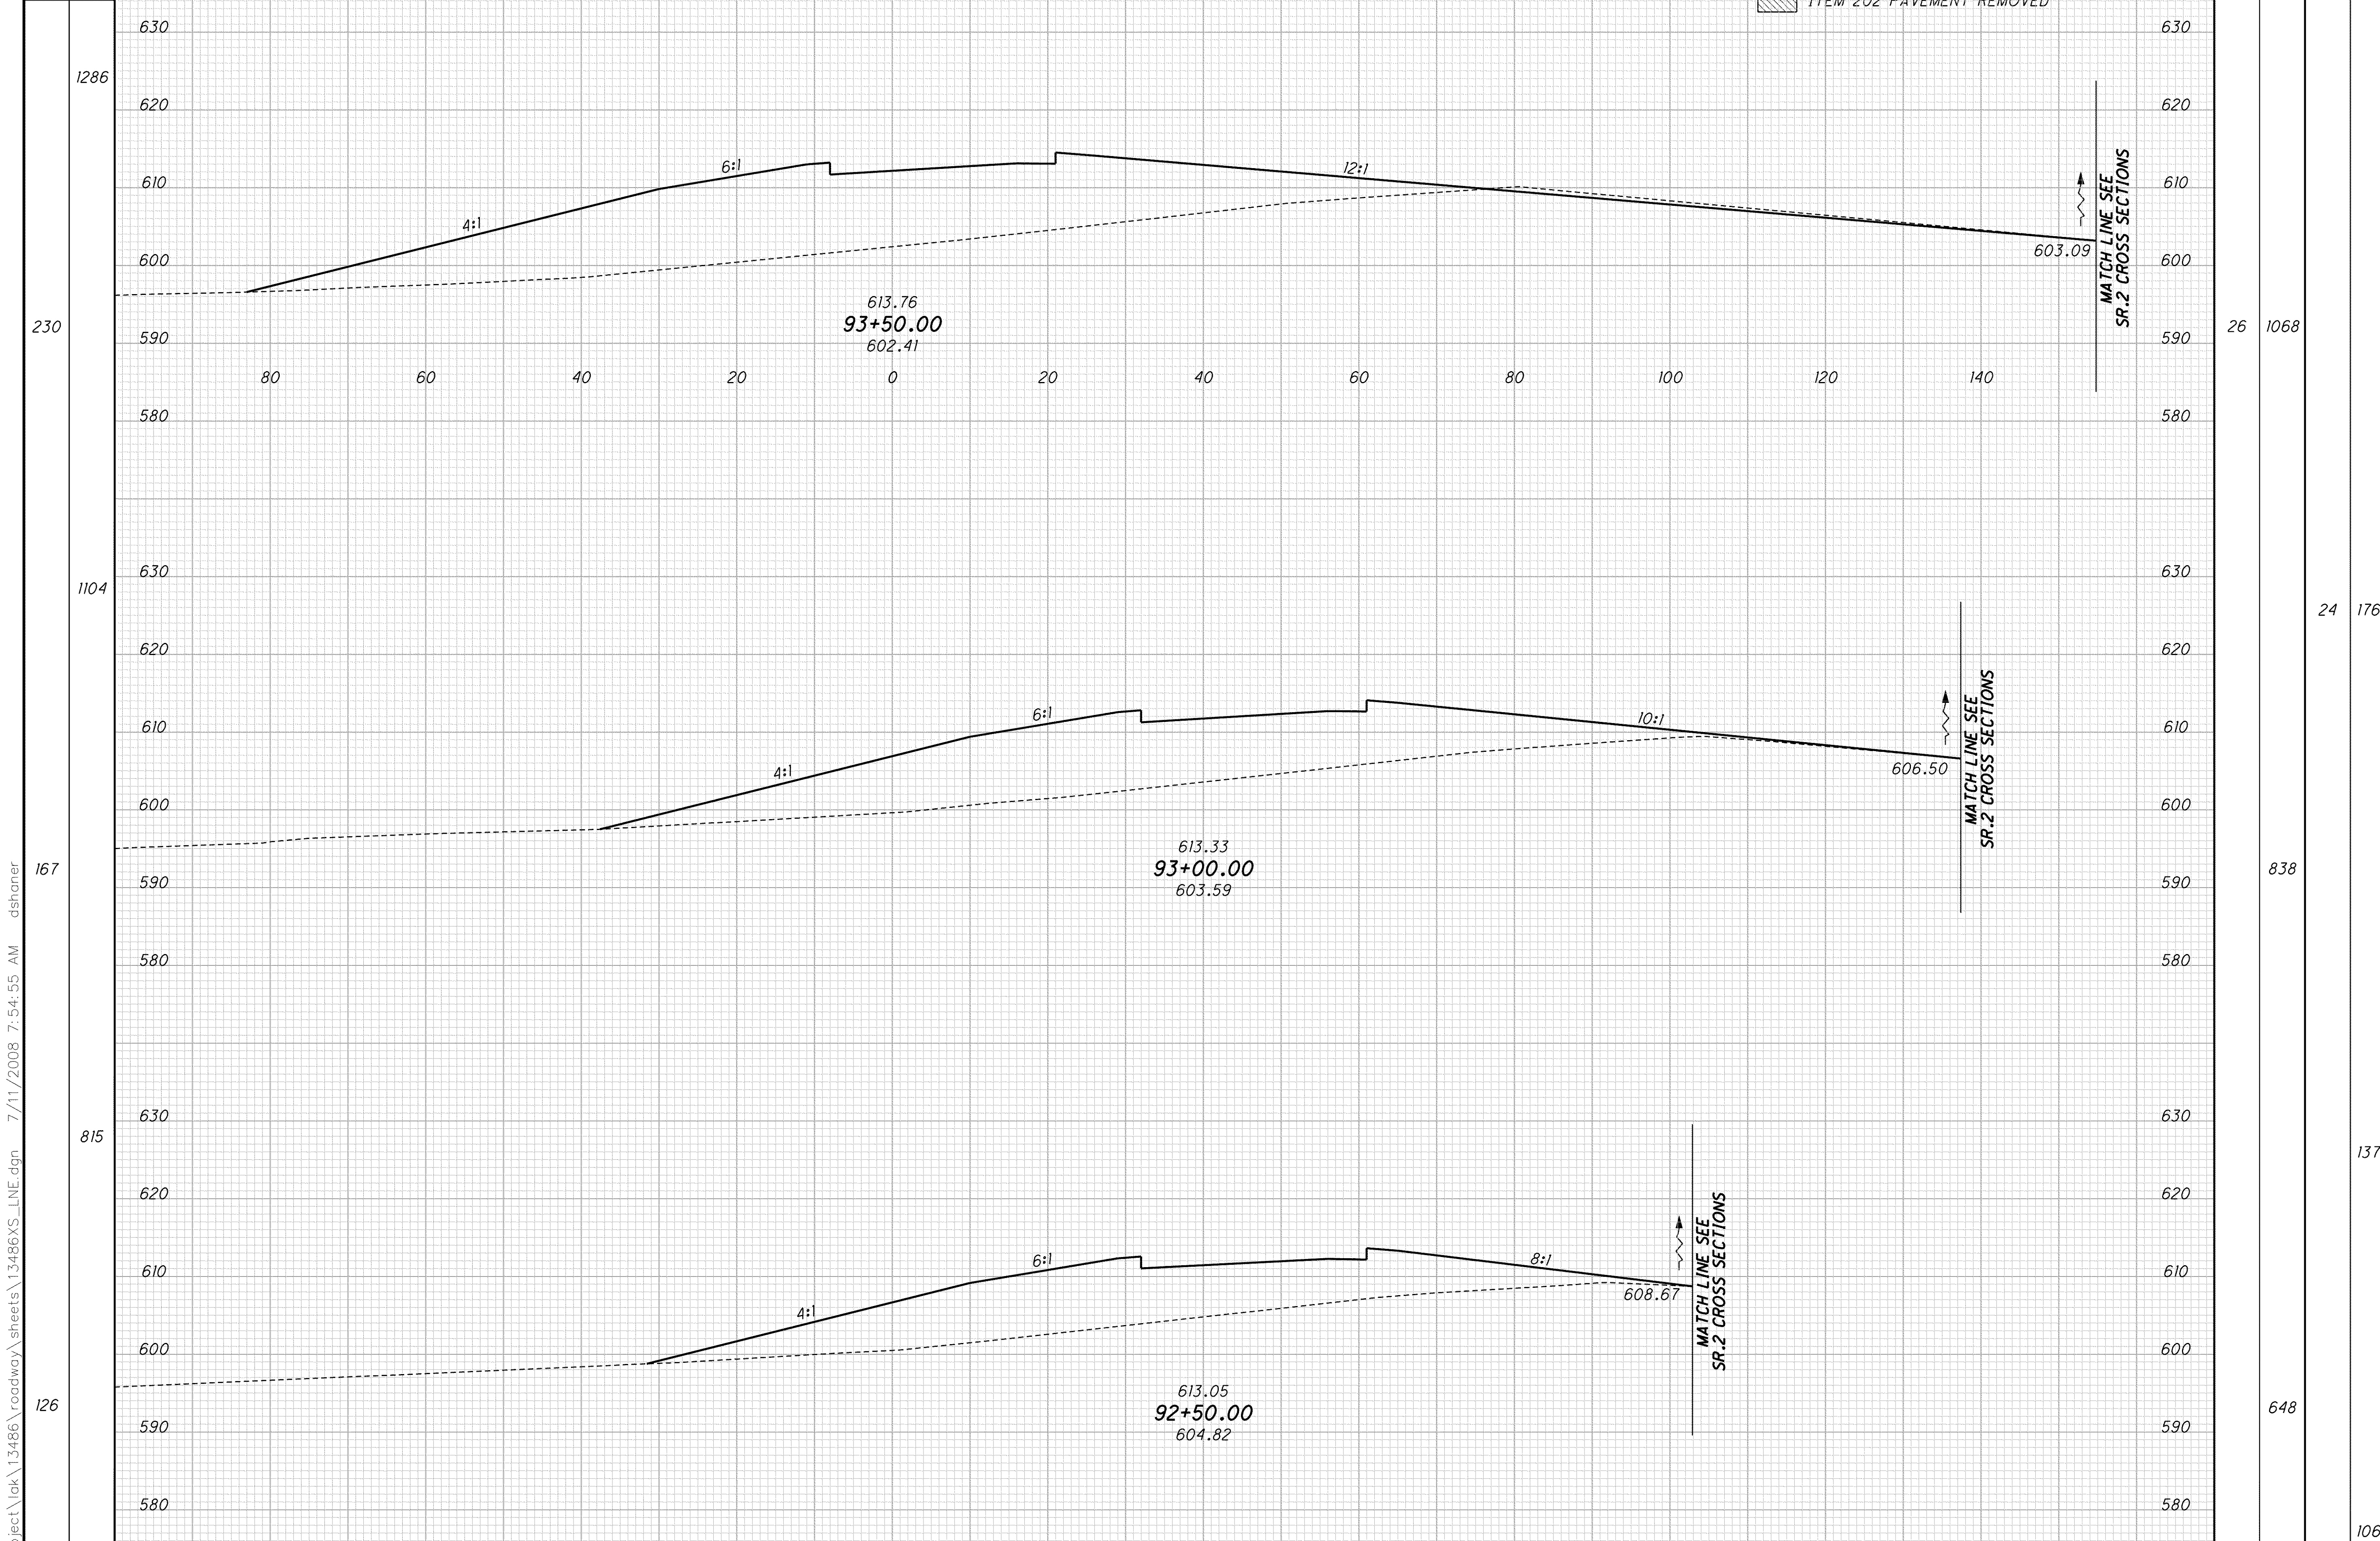 ITEM 202 PAVEMENT REMOVED
630 630
1286
620 620
6:1 12:1
610 610
4:1
MATCH LINE SEE
SR.2 CROSS SECTIONS
600 603.09 600
613.76
230 93+50.00 26 1068
590 602.41 590
80 60 40 20 0 20 40 60 80 100 120 140
580 580
630 630
1104
24 176
620 620
6:1 10:1
610 610
4:1
MATCH LINE SEE
SR.2 CROSS SECTIONS
606.50
600 600
613.33
167 93+00.00 838
590 603.59 590
580 580
630 630
815
137
620 620
6:1 8:1
610 610
4:1
MATCH LINE SEE
SR.2 CROSS SECTIONS
608.67
600 600
613.05
126 92+50.00 648
590 604.82 590
580 580
106
ject\lak\13486\roadway\sheets\13486XS_LNE.dgn 7/11/2008 7:54:55 AM dshaner